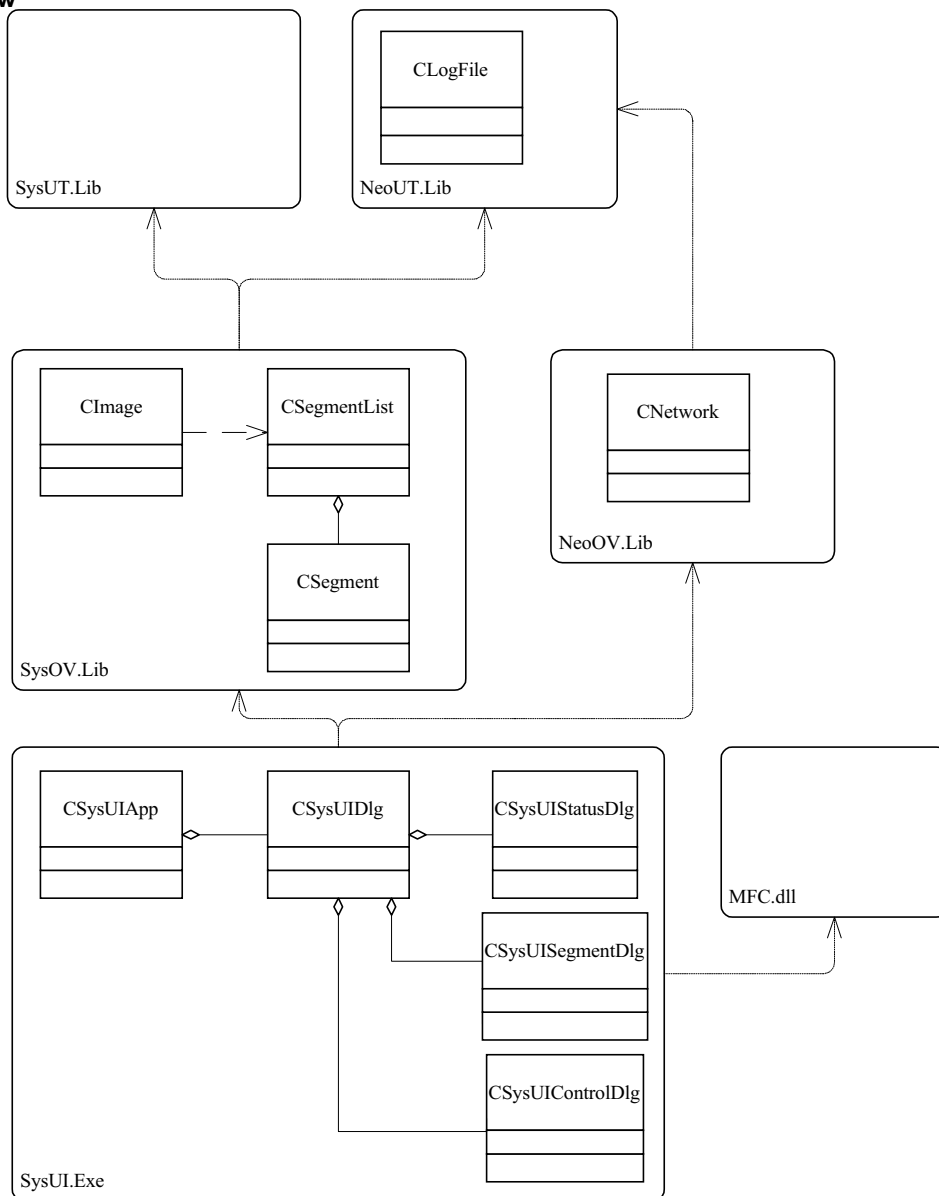 w
CLogFile
SysUT.Lib
NeoUT.Lib
CImage
CSegmentList
CNetwork
CSegment
NeoOV.Lib
SysOV.Lib
CSysUIApp
CSysUIDlg
CSysUIStatusDlg
MFC.dll
CSysUISegmentDlg
CSysUIControlDlg
SysUI.Exe